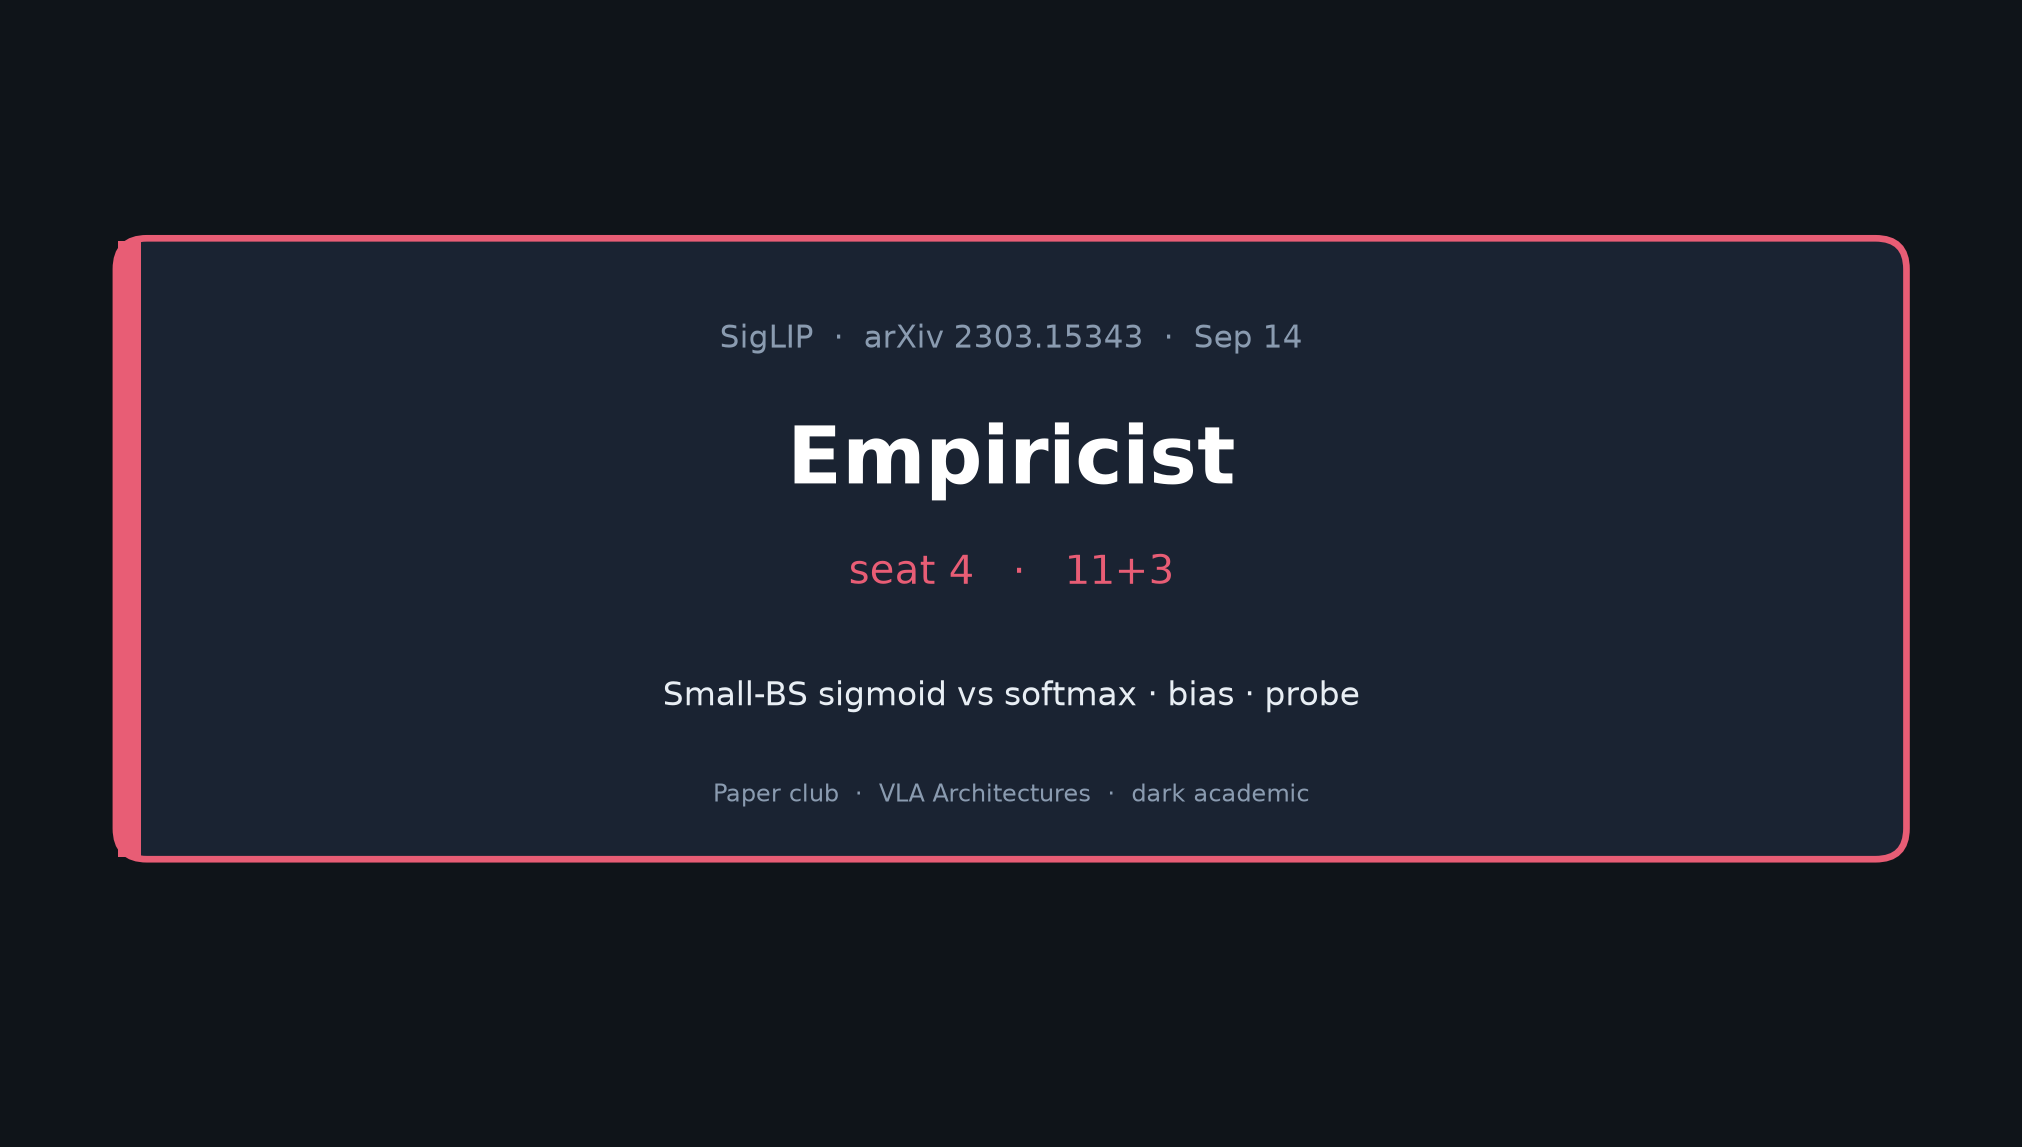 SigLIP · arXiv 2303.15343 · Sep 14
Empiricist
seat 4 · 11+3
Small-BS sigmoid vs softmax · bias · probe
Paper club · VLA Architectures · dark academic